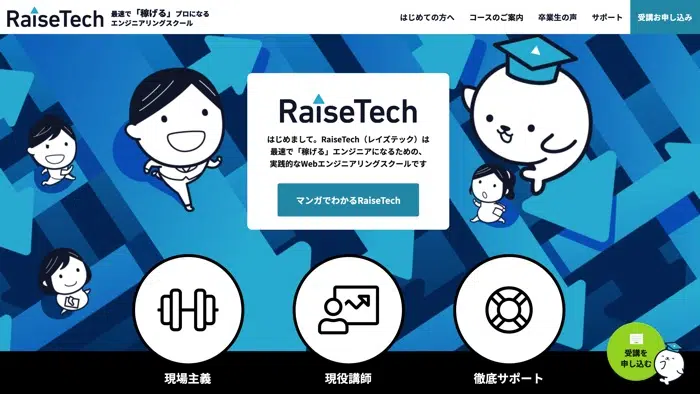 RaiseTech
最速で「稼げる」プロになる
エンジニアリングスクール
はじめての方へ
コースのご案内
卒業生の声
サポート
受講お申し込み
RaiseTech
はじめまして。RaiseTech（レイズテック）は
最速で「稼げる」エンジニアになるための、
実践的なWebエンジニアリングスクールです
マンガでわかるRaiseTech
現場主義
現役講師
徹底サポート
受講を
申し込む